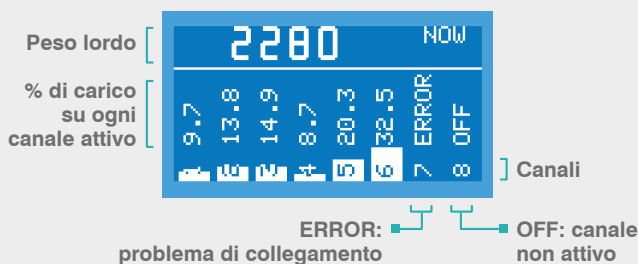 Peso lordo
2280
NOW
% di carico
su ogni
canale attivo
9.7
13.8
14.9
8.7
20.3
32.5
ERROR
OFF
1
2
3
4
5
6
7
8
Canali
ERROR:
problema di collegamento
OFF: canale
non attivo